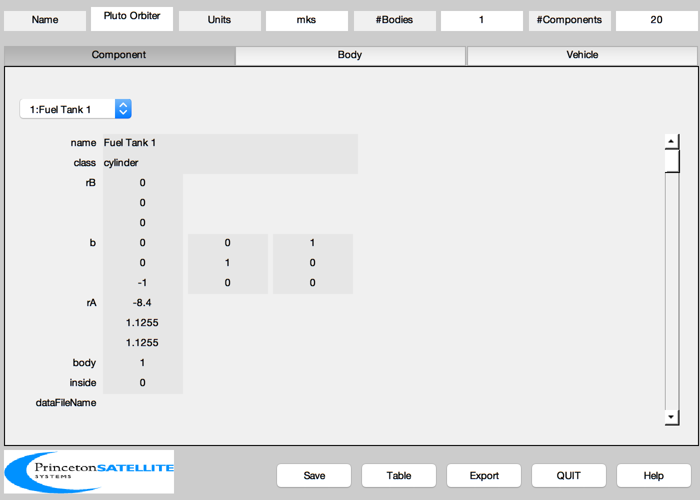 Name Pluto Orbiter Units mks #Bodies 1 #Components 20
Component Body Vehicle
1:Fuel Tank 1
name Fuel Tank 1
class cylinder
rB 0
0
0
b 0 0 1
0 1 0
-1 0 0
rA -8.4
1.1255
1.1255
body 1
inside 0
dataFileName
PrincetonSATELLITE
SYSTEMS
Save Table Export QUIT Help